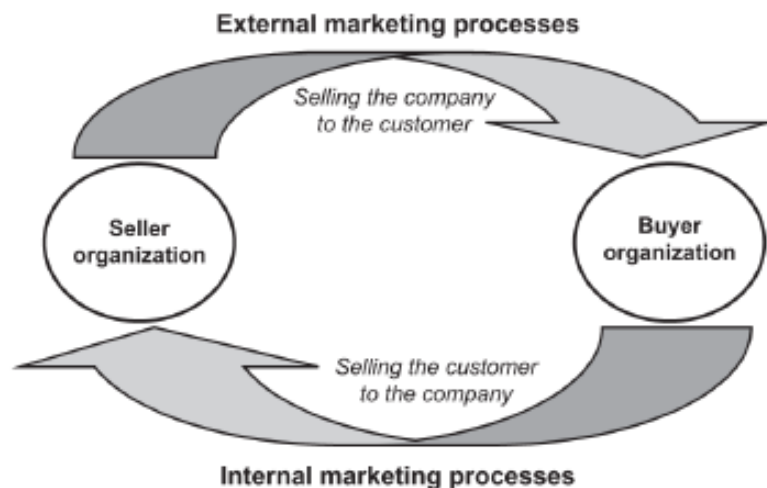 External marketing processes
Selling the company
to the customer
Seller
organization
Buyer
organization
Selling the customer
to the company
Internal marketing processes